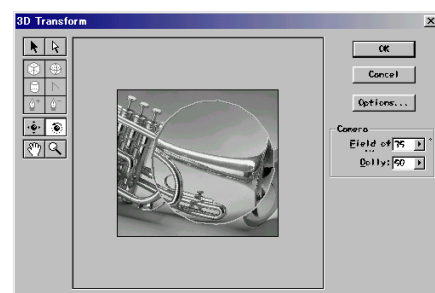 3D Transform
OK
Cancel
Options...
Camera
Field of 75 °
Dolly: 50